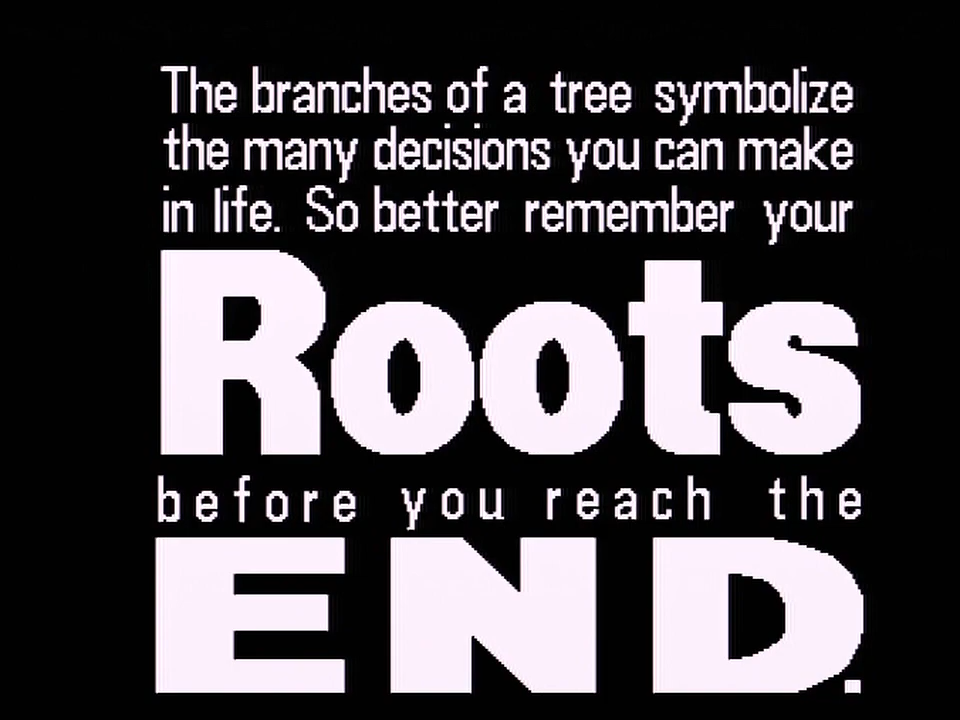 The branches of a tree symbolize
the many decisions you can make
in life. So better remember your
Roots
before you reach the
END.